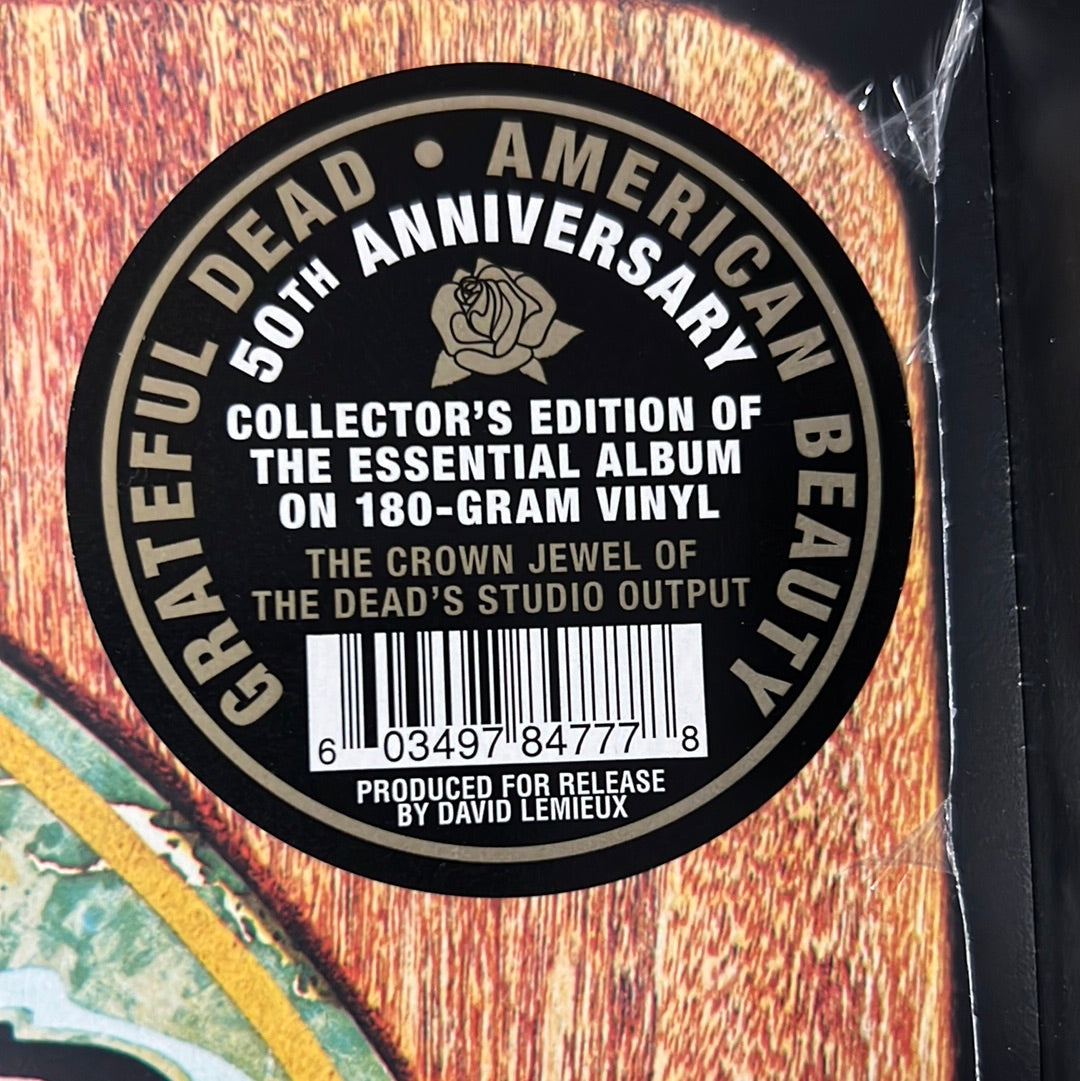 GRATEFUL DEAD • AMERICAN BEAUTY
50TH ANNIVERSARY
COLLECTOR'S EDITION OF
THE ESSENTIAL ALBUM
ON 180-GRAM VINYL
THE CROWN JEWEL OF
THE DEAD'S STUDIO OUTPUT
6 03497 84777 8
PRODUCED FOR RELEASE
BY DAVID LEMIEUX